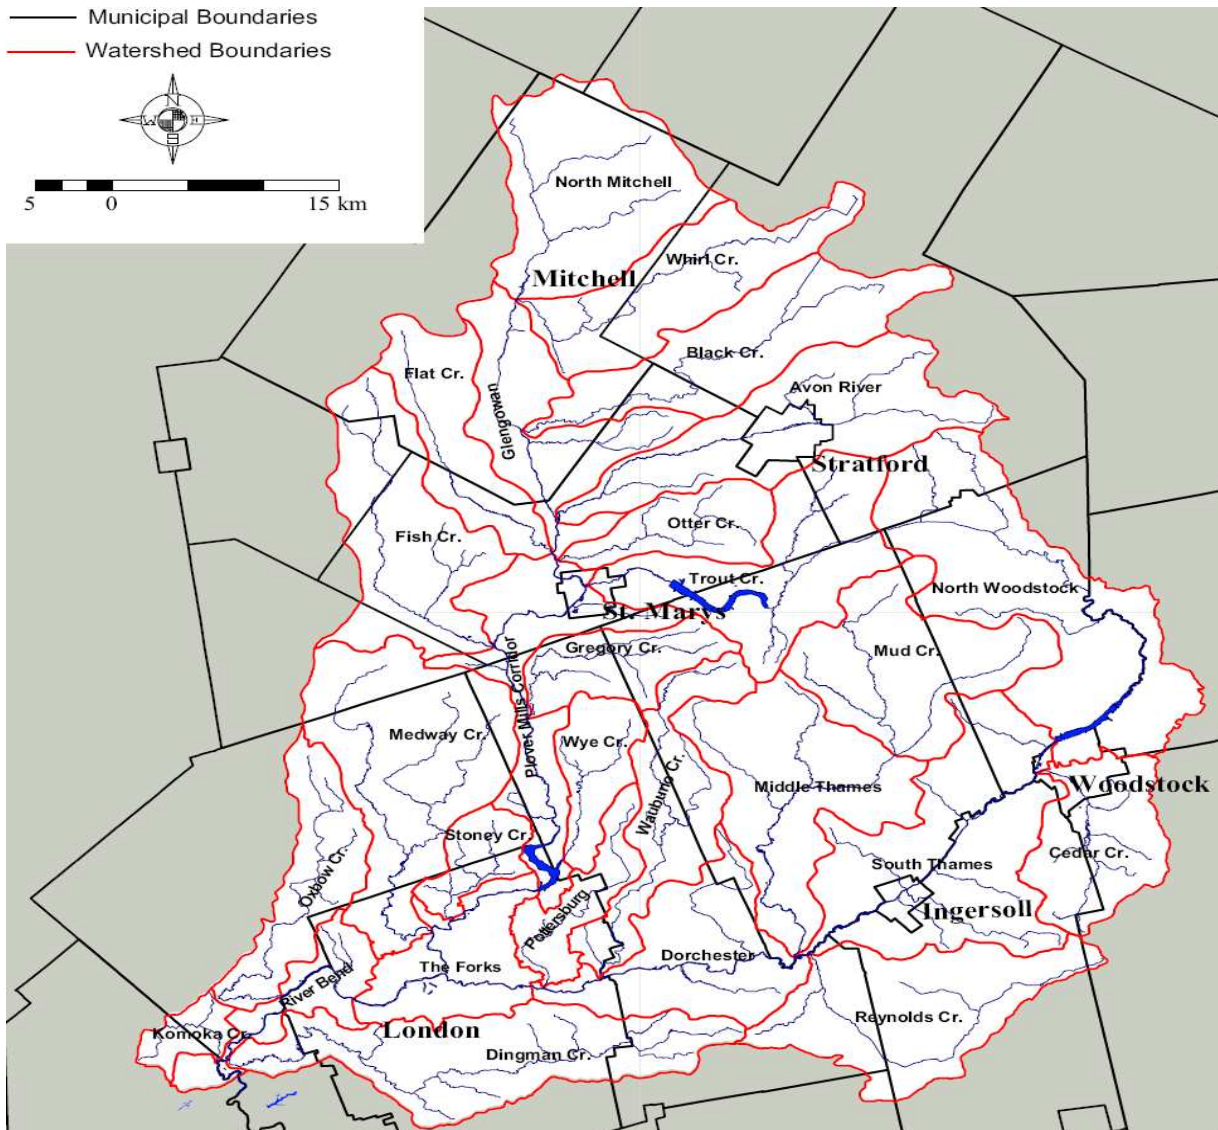 Municipal Boundaries
Watershed Boundaries
N
W E
S
5 0 15 km
North Mitchell
Whirl Cr.
Mitchell
Black Cr.
Flat Cr.
Avon River
Glengowan
Stratford
Otter Cr.
Fish Cr.
Trout Cr.
North Woodstock
St. Marys
Gregory Cr.
Mud Cr.
Plover Mills Corridor
Medway Cr.
Wye Cr.
Middle Thames
Woodstock
Waubuno Cr.
Stoney Cr.
Cedar Cr.
South Thames
Oxbow Cr.
Ingersoll
Pottersburg
Dorchester
The Forks
River Bend
Reynolds Cr.
London
Komoka Cr.
Dingman Cr.